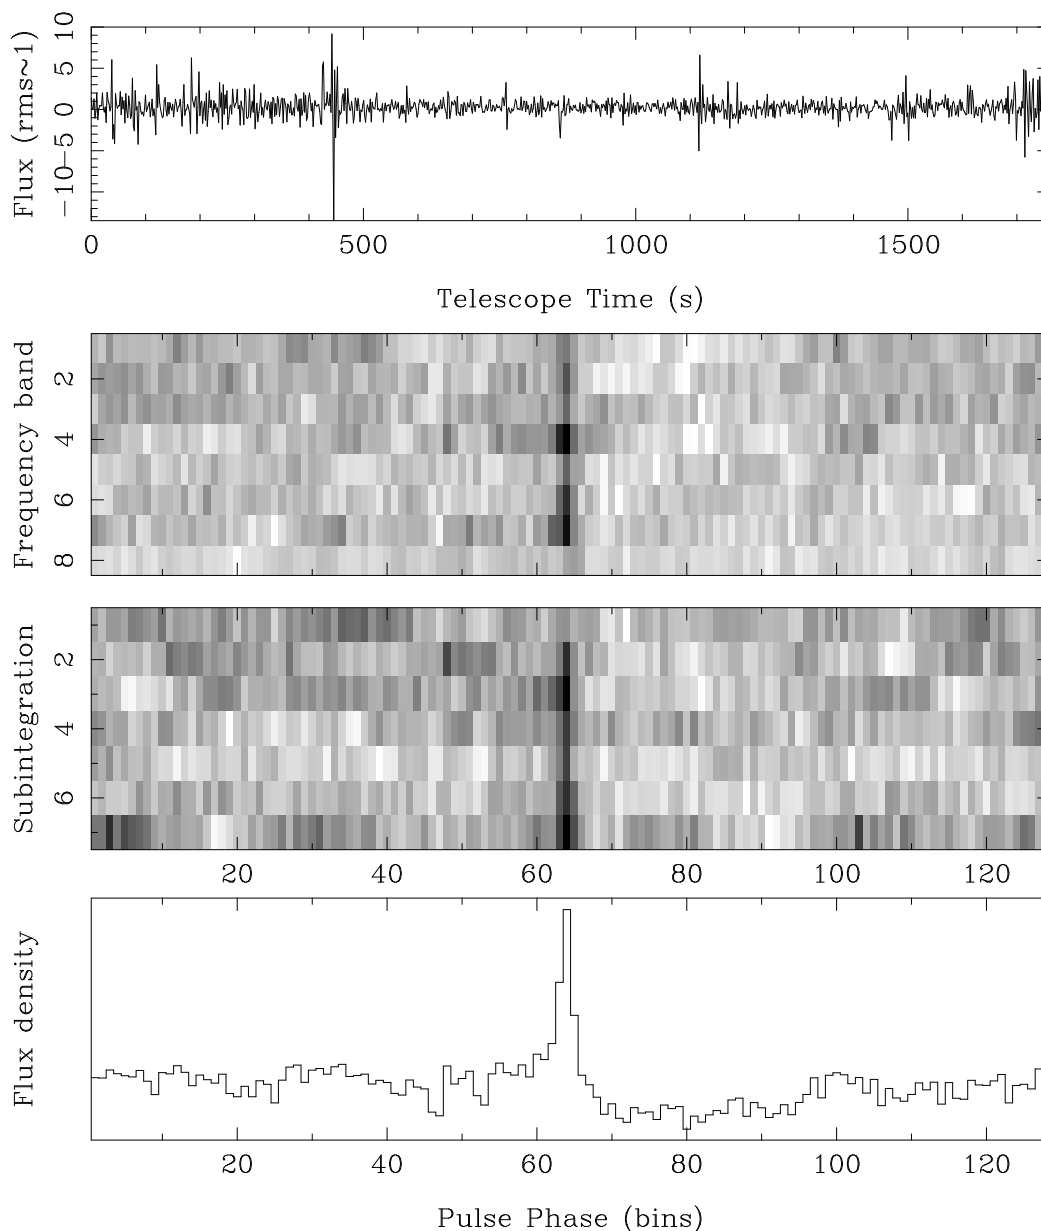 Flux (rms~1)
10
5
0
−5
−10
0 500 1000 1500
Telescope Time (s)
Frequency band
2
4
6
8
Subintegration
2
4
6
20 40 60 80 100 120
Flux density
20 40 60 80 100 120
Pulse Phase (bins)